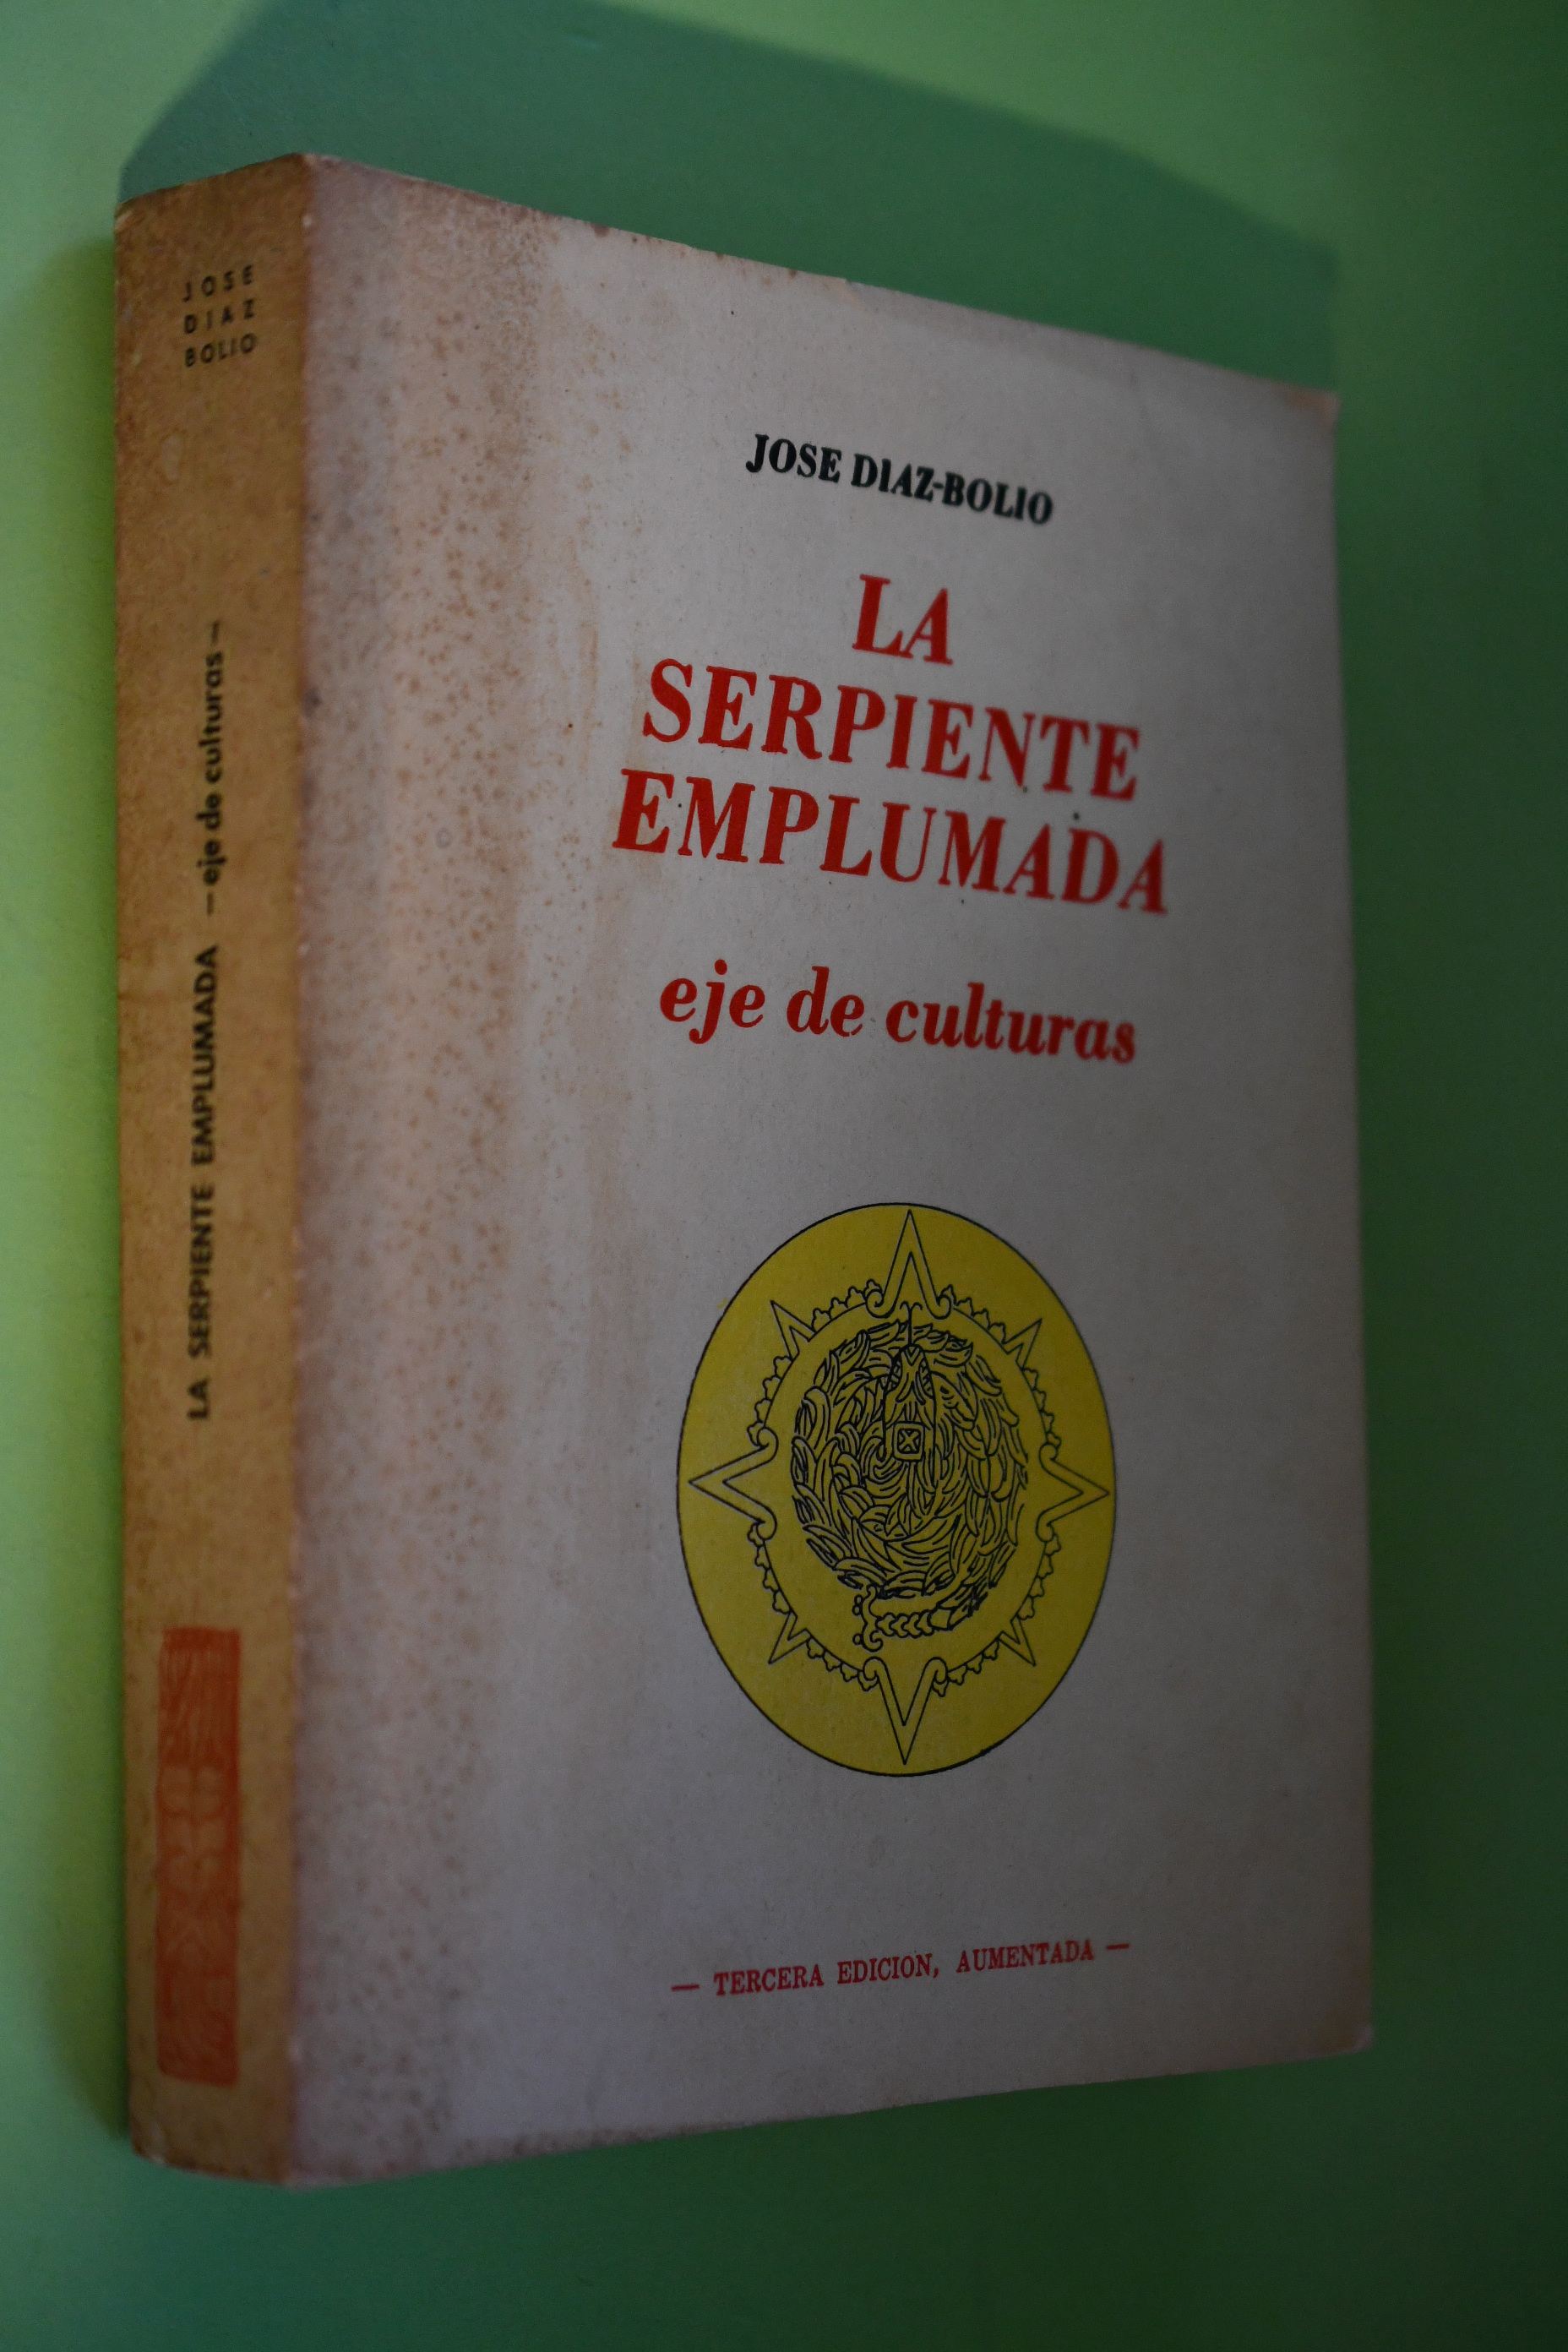 JOSE
DIAZ
BOLIO
LA SERPIENTE EMPLUMADA - eje de culturas -
JOSE DIAZ-BOLIO
LA
SERPIENTE
EMPLUMADA
eje de culturas
— TERCERA EDICION, AUMENTADA —